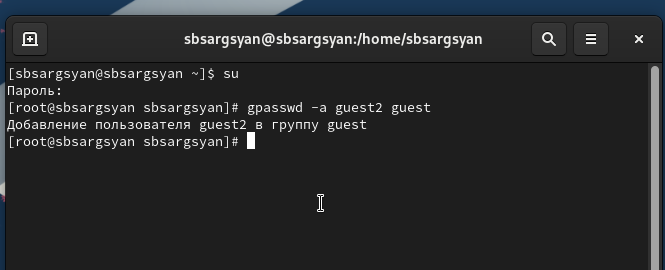 sbsargsyan@sbsargsyan:/home/sbsargsyan
[sbsargsyan@sbsargsyan ~]$ su
Пароль:
[root@sbsargsyan sbsargsyan]# gpasswd -a guest2 guest
Добавление пользователя guest2 в группу guest
[root@sbsargsyan sbsargsyan]#